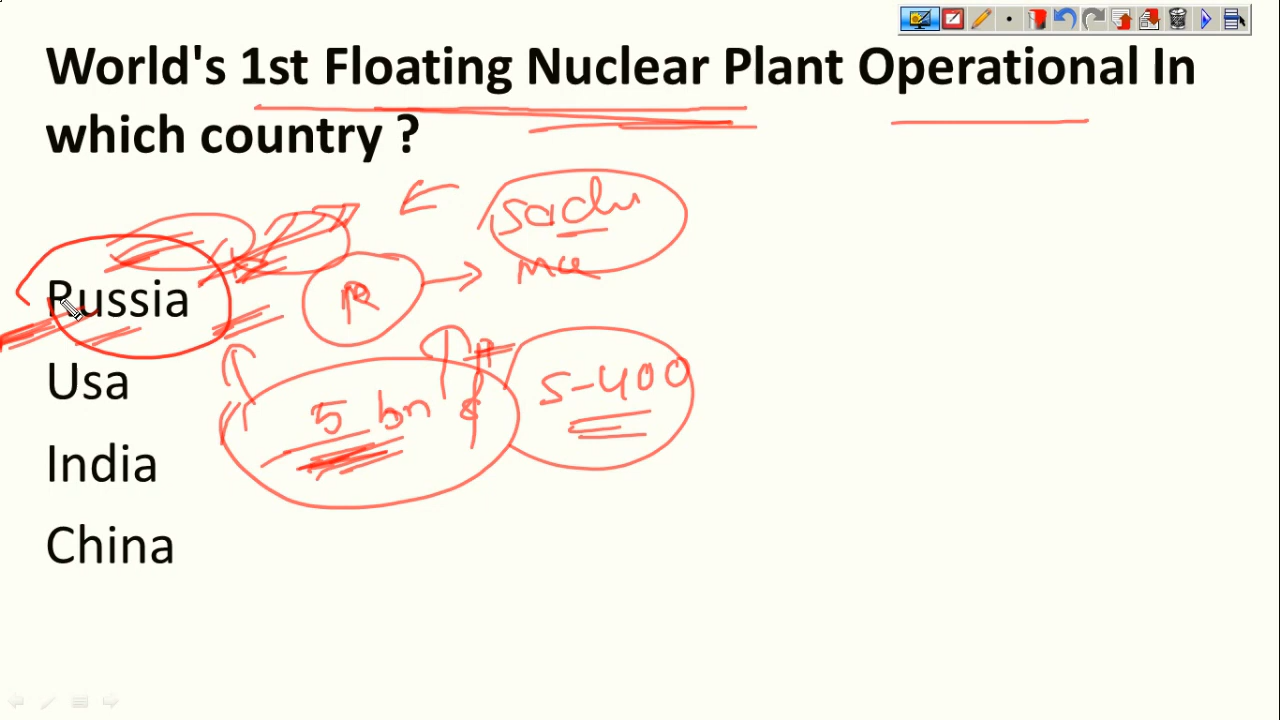 World's 1st Floating Nuclear Plant Operational In
which country ?
Russia
R
S-400
Usa
5 bn $
India
China